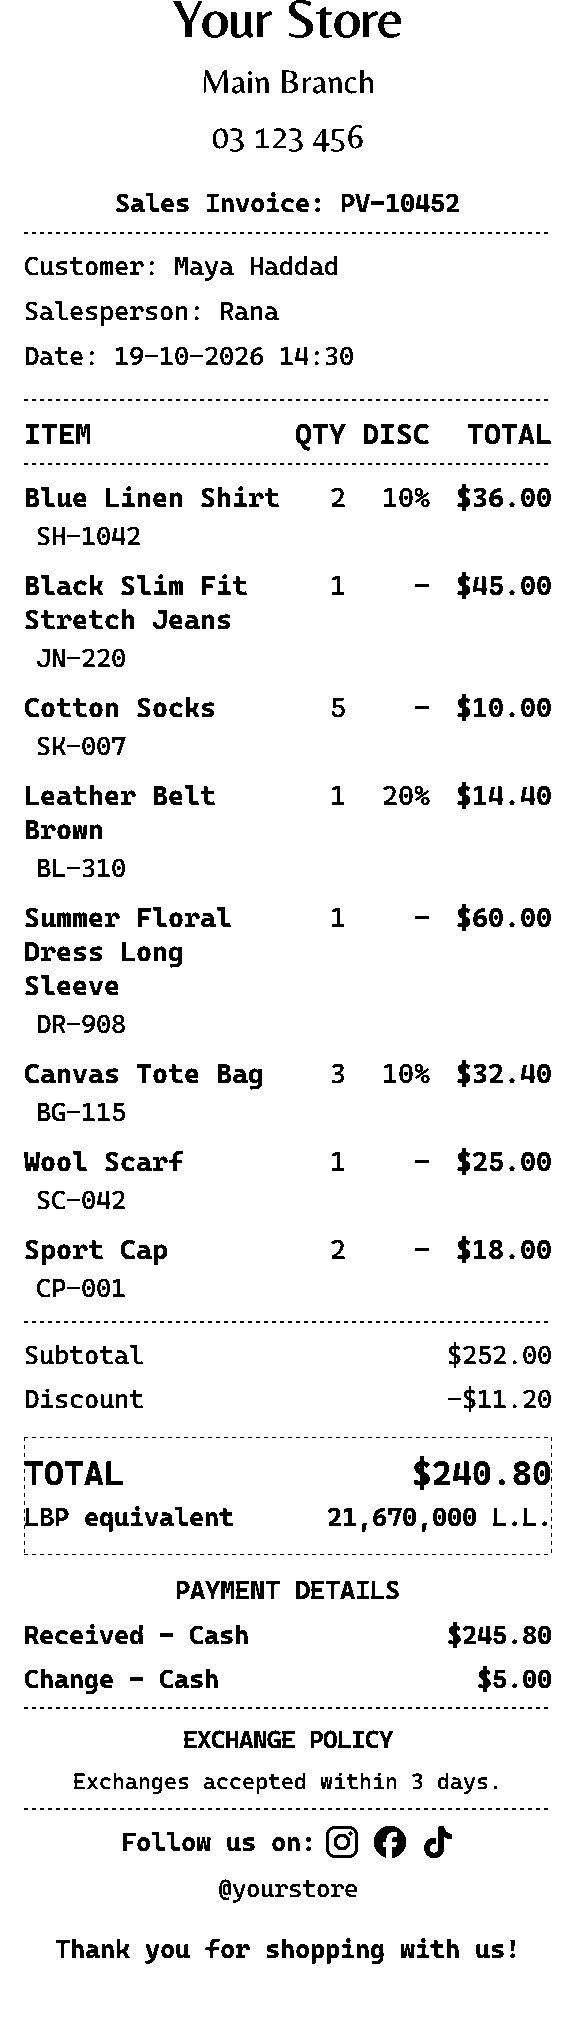 Your Store
Main Branch
03 123 456
Sales Invoice: PV-10452
Customer: Maya Haddad
Salesperson: Rana
Date: 19-10-2026 14:30
ITEM QTY DISC TOTAL
Blue Linen Shirt 2 10% $36.00
SH-1042
Black Slim Fit 1 - $45.00
Stretch Jeans
JN-220
Cotton Socks 5 - $10.00
SK-007
Leather Belt 1 20% $14.40
Brown
BL-310
Summer Floral 1 - $60.00
Dress Long
Sleeve
DR-908
Canvas Tote Bag 3 10% $32.40
BG-115
Wool Scarf 1 - $25.00
SC-042
Sport Cap 2 - $18.00
CP-001
Subtotal $252.00
Discount -$11.20
TOTAL $240.80
LBP equivalent 21,670,000 L.L.
PAYMENT DETAILS
Received - Cash $245.80
Change - Cash $5.00
EXCHANGE POLICY
Exchanges accepted within 3 days.
Follow us on:
@yourstore
Thank you for shopping with us!